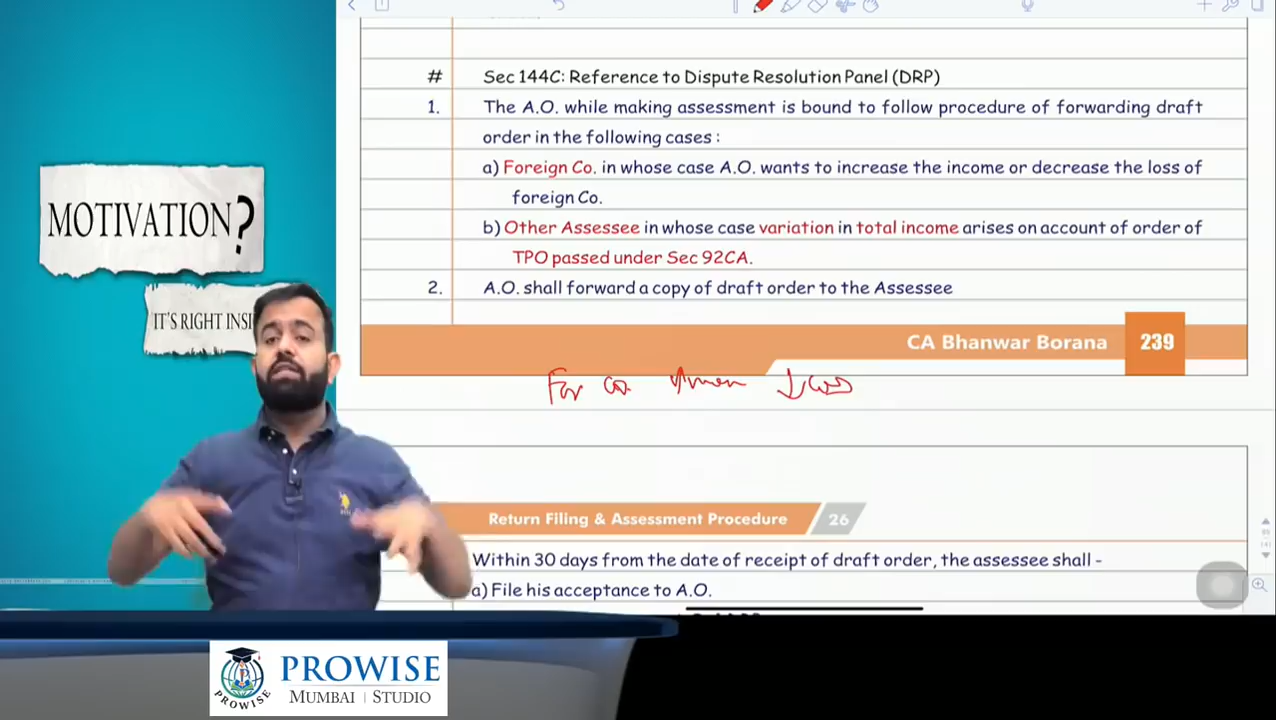 MOTIVATION?
IT'S RIGHT INSI
# Sec 144C: Reference to Dispute Resolution Panel (DRP)
1. The A.O. while making assessment is bound to follow procedure of forwarding draft
order in the following cases :
a) Foreign Co. in whose case A.O. wants to increase the income or decrease the loss of
foreign Co.
b) Other Assessee in whose case variation in total income arises on account of order of
TPO passed under Sec 92CA.
2. A.O. shall forward a copy of draft order to the Assessee
CA Bhanwar Borana 239
For co. ↓loss
Return Filing & Assessment Procedure 26
Within 30 days from the date of receipt of draft order, the assessee shall -
a) File his acceptance to A.O.
PROWISE
PROWISE
MUMBAI | STUDIO